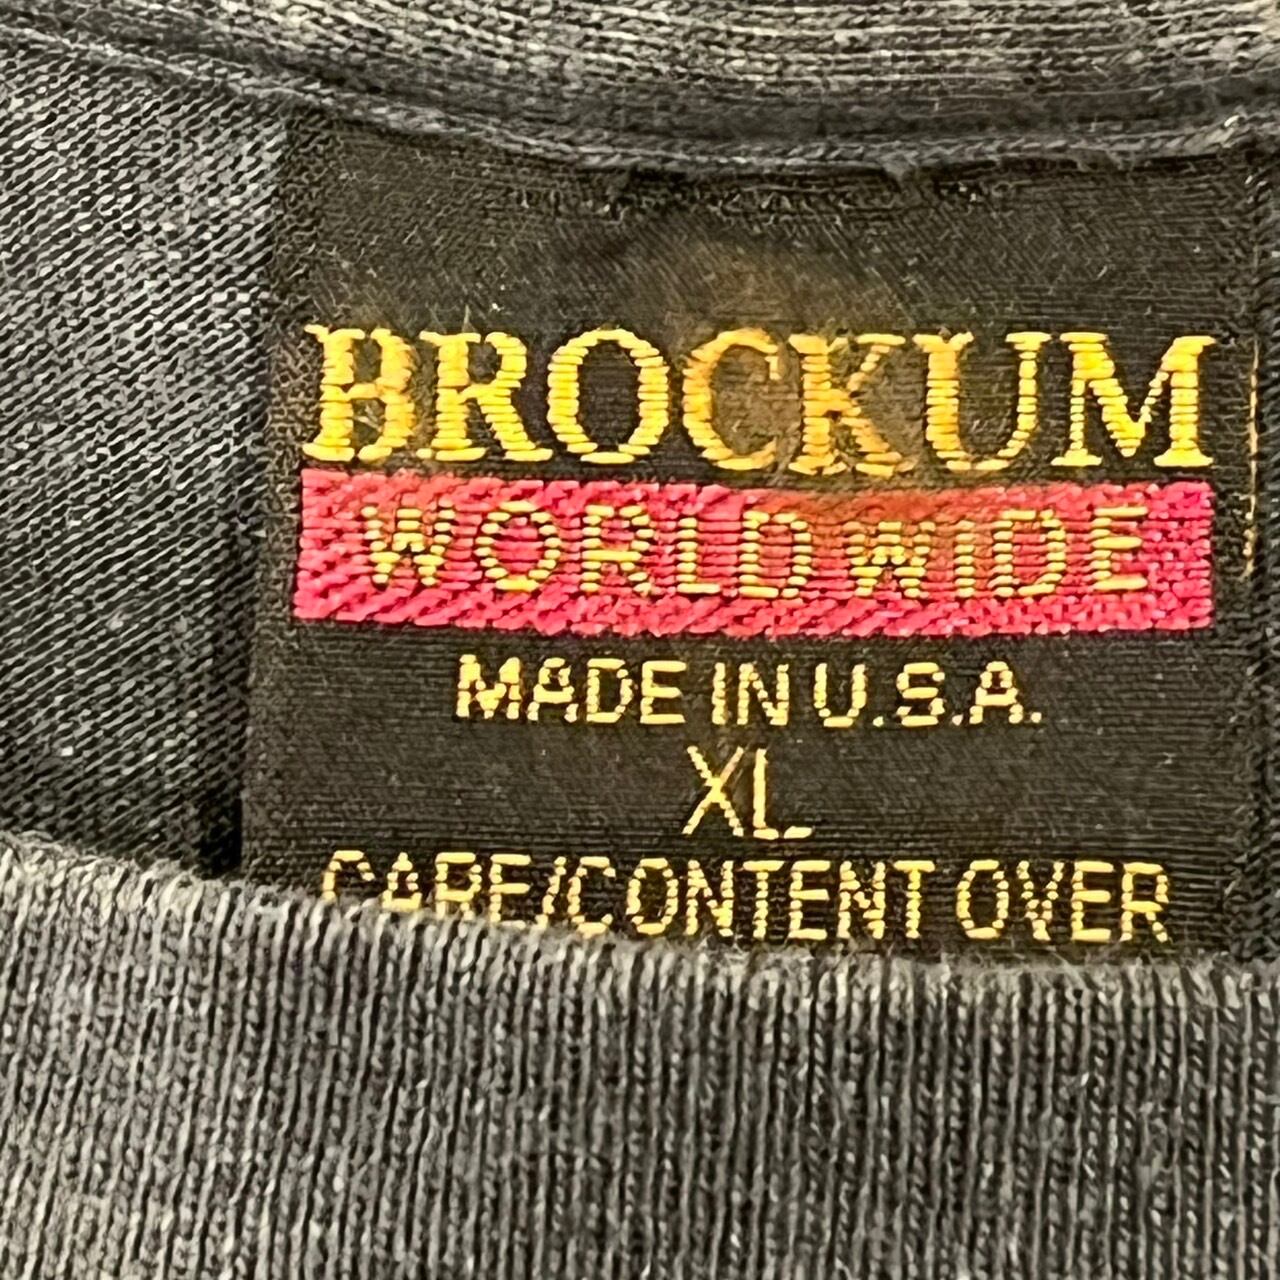 BROCKUM
WORLDWIDE
MADE IN U.S.A.
XL
CARE/CONTENT OVER